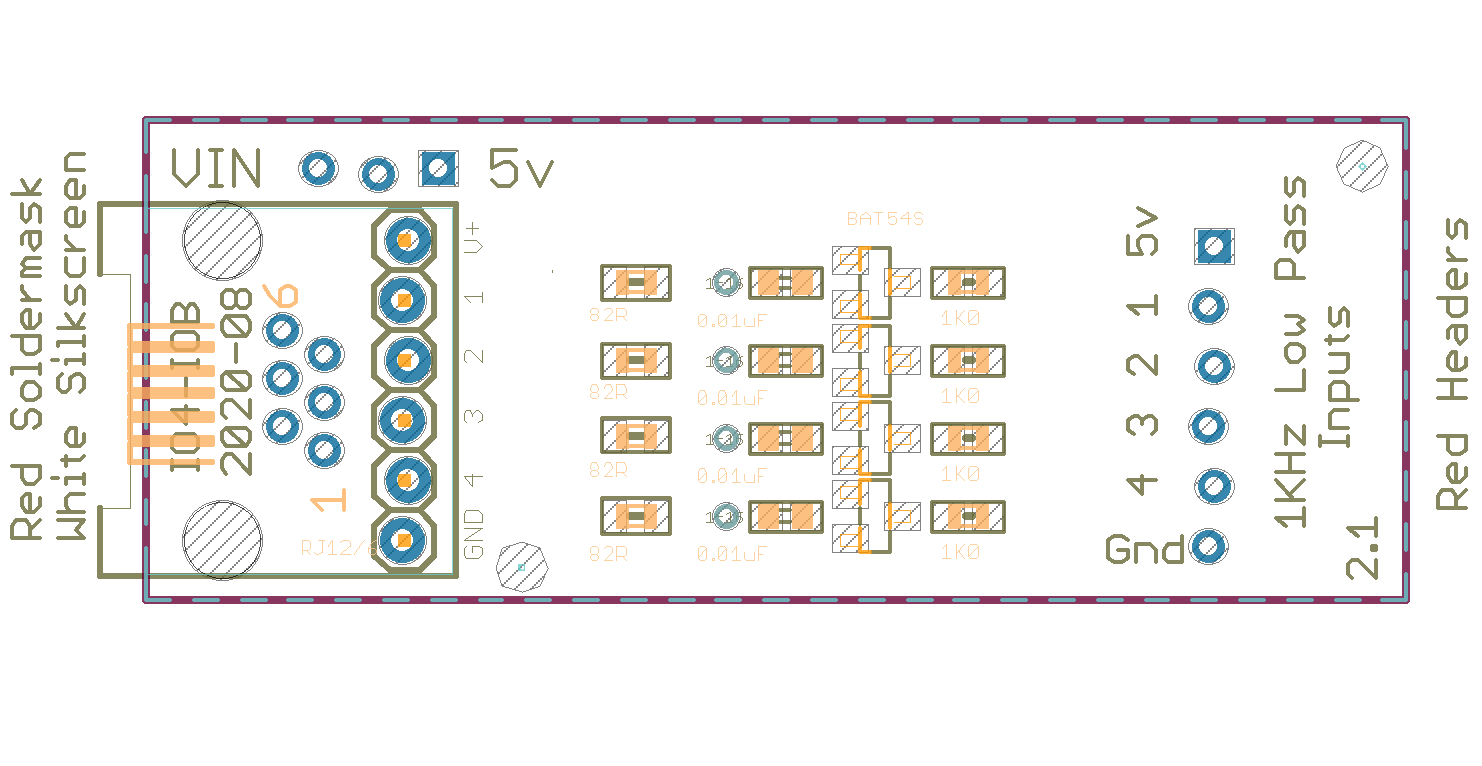 Red Soldermask
White Silkscreen
VIN
5v
IO4-IOB
2020-08
6
1
RJ12/6
V+
1
2
3
4
GND
BAT54S
82R
0.01uF
1K0
82R
0.01uF
1K0
82R
0.01uF
1K0
82R
0.01uF
1K0
5v
1
2
3
4
Gnd
1KHz Low Pass
Inputs
2.1
Red Headers